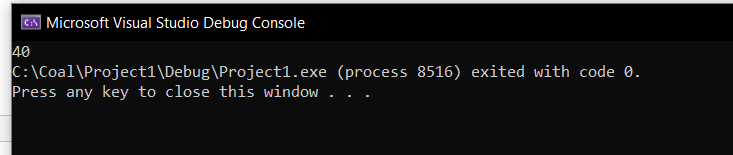 Microsoft Visual Studio Debug Console
40
C:\Coal\Project1\Debug\Project1.exe (process 8516) exited with code 0.
Press any key to close this window . . .